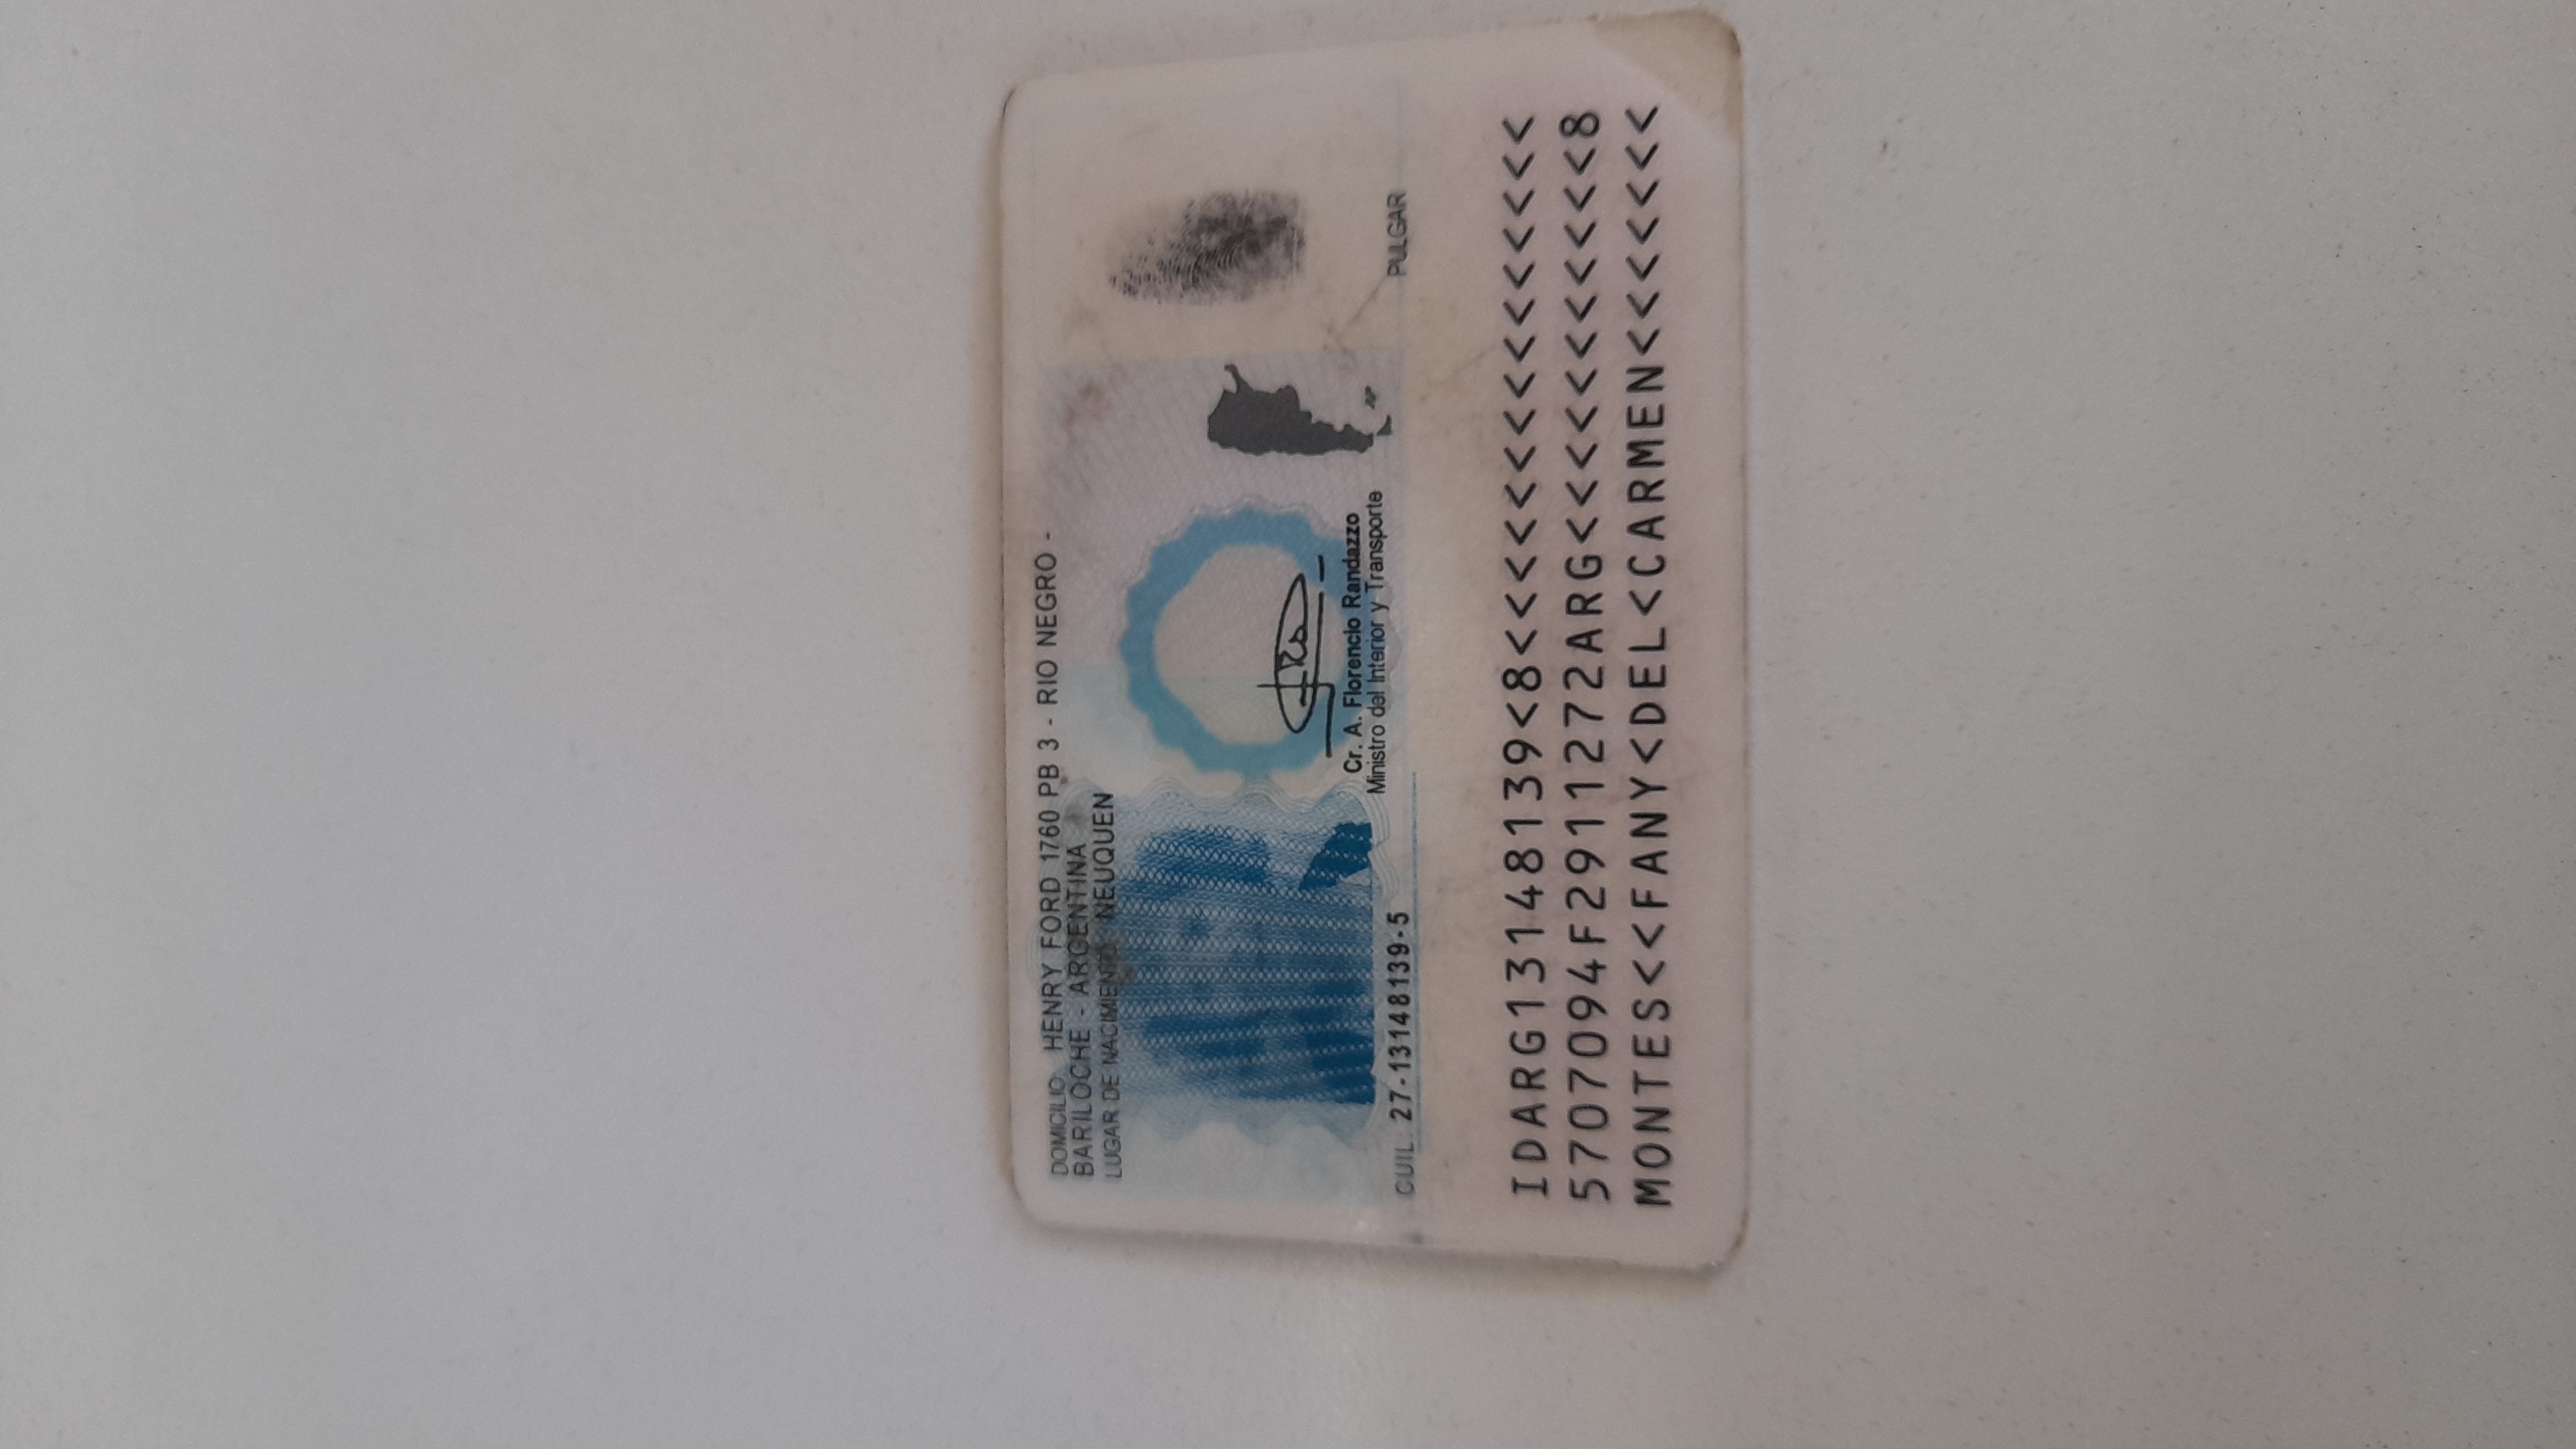 DOMICILIO: HENRY FORD 1760 PB 3 - RIO NEGRO -
BARILOCHE - ARGENTINA
LUGAR DE NACIMIENTO: NEUQUEN
Cr. A. Florencio Randazzo
Ministro del Interior y Transporte
CUIL: 27-13148139-5
PULGAR
IDARG13148139<8<<<<<<<<<<<<<<<
5707094F2911272ARG<<<<<<<<<<<8
MONTES<<FANY<DEL<CARMEN<<<<<<<